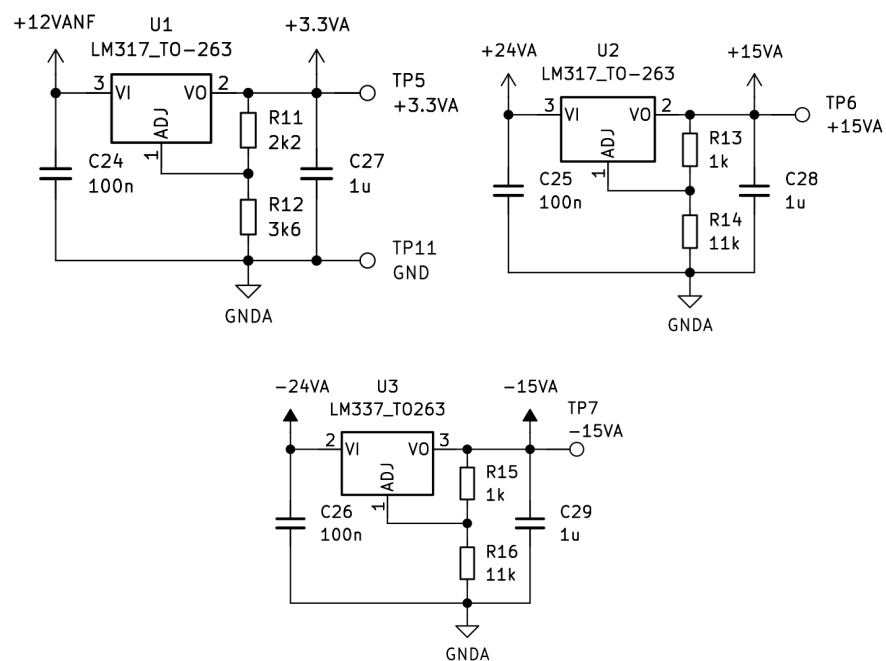 +12VANF
U1
LM317_TO-263
+3.3VA
3
VI
VO
2
ADJ
1
TP5
+3.3VA
R11
2k2
C24
100n
C27
1u
R12
3k6
TP11
GND
GNDA
+24VA
U2
LM317_TO-263
+15VA
3
VI
VO
2
ADJ
1
TP6
+15VA
R13
1k
C25
100n
C28
1u
R14
11k
GNDA
-24VA
U3
LM337_TO263
-15VA
TP7
-15VA
2
VI
VO
3
ADJ
1
R15
1k
C26
100n
C29
1u
R16
11k
GNDA